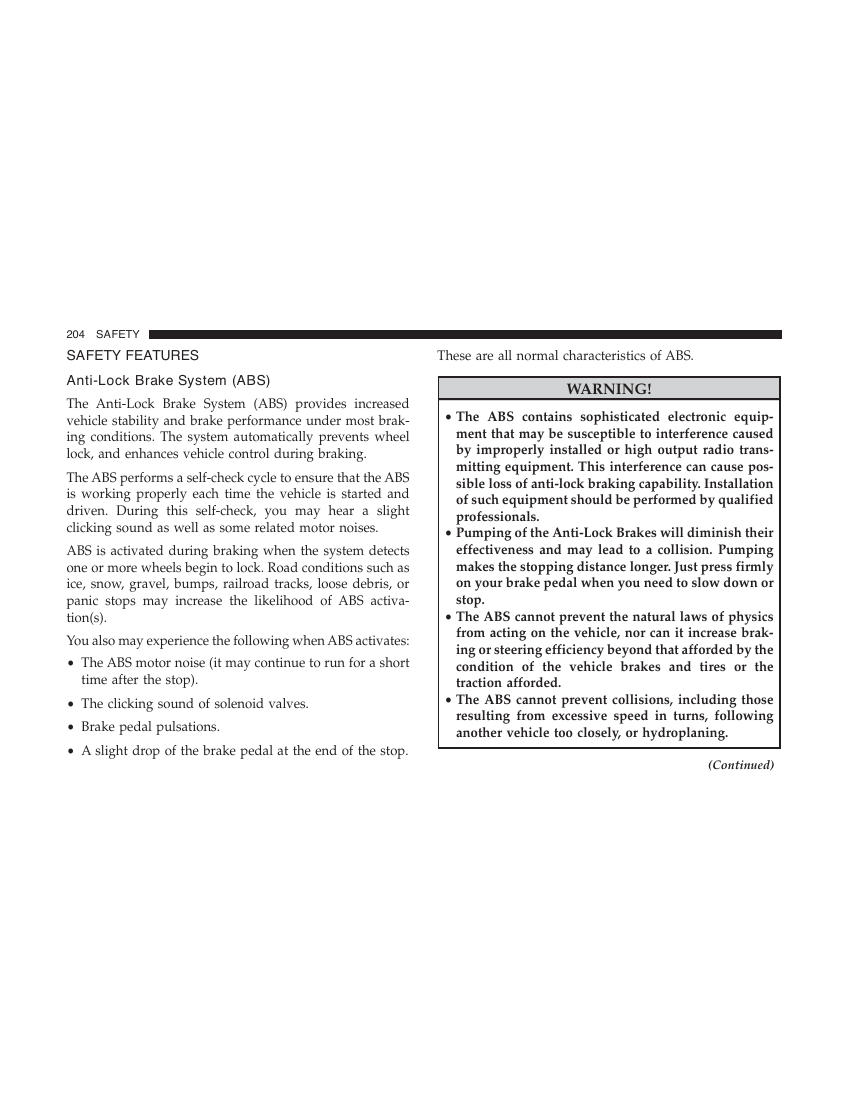 204 SAFETY
SAFETY FEATURES
Anti-Lock Brake System (ABS)
The Anti-Lock Brake System (ABS) provides increased
vehicle stability and brake performance under most brak-
ing conditions. The system automatically prevents wheel
lock, and enhances vehicle control during braking.
The ABS performs a self-check cycle to ensure that the ABS
is working properly each time the vehicle is started and
driven. During this self-check, you may hear a slight
clicking sound as well as some related motor noises.
ABS is activated during braking when the system detects
one or more wheels begin to lock. Road conditions such as
ice, snow, gravel, bumps, railroad tracks, loose debris, or
panic stops may increase the likelihood of ABS activa-
tion(s).
You also may experience the following when ABS activates:
• The ABS motor noise (it may continue to run for a short
time after the stop).
• The clicking sound of solenoid valves.
• Brake pedal pulsations.
• A slight drop of the brake pedal at the end of the stop.
These are all normal characteristics of ABS.
WARNING!
• The ABS contains sophisticated electronic equip-
ment that may be susceptible to interference caused
by improperly installed or high output radio trans-
mitting equipment. This interference can cause pos-
sible loss of anti-lock braking capability. Installation
of such equipment should be performed by qualified
professionals.
• Pumping of the Anti-Lock Brakes will diminish their
effectiveness and may lead to a collision. Pumping
makes the stopping distance longer. Just press firmly
on your brake pedal when you need to slow down or
stop.
• The ABS cannot prevent the natural laws of physics
from acting on the vehicle, nor can it increase brak-
ing or steering efficiency beyond that afforded by the
condition of the vehicle brakes and tires or the
traction afforded.
• The ABS cannot prevent collisions, including those
resulting from excessive speed in turns, following
another vehicle too closely, or hydroplaning.
(Continued)